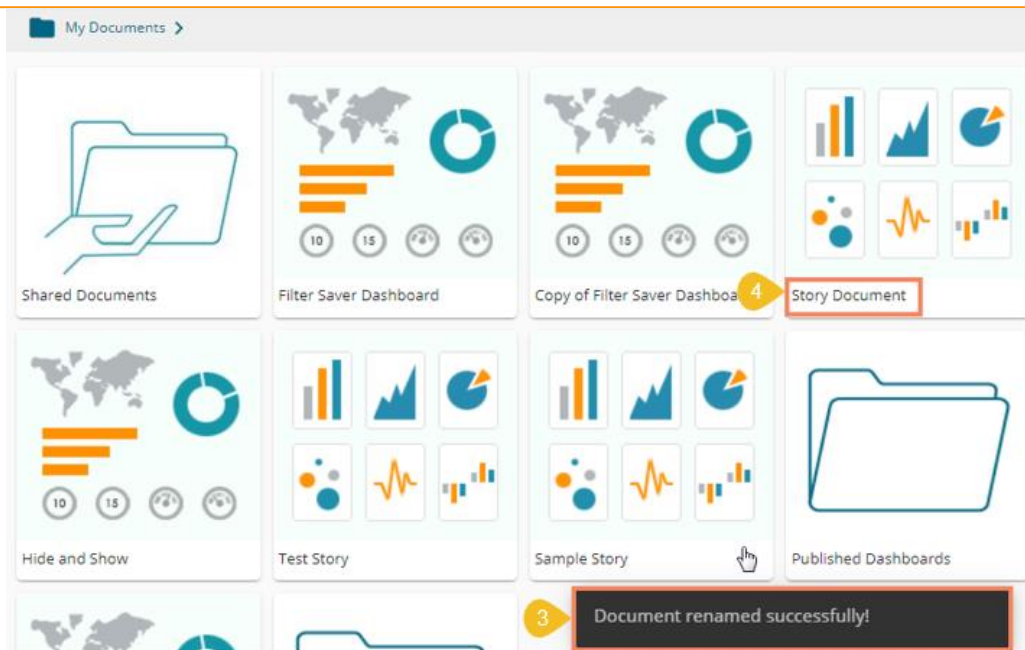 My Documents >
10 15
10 15
Shared Documents
Filter Saver Dashboard
Copy of Filter Saver Dashboa
4
Story Document
10 15
Hide and Show
Test Story
Sample Story
Published Dashboards
3
Document renamed successfully!